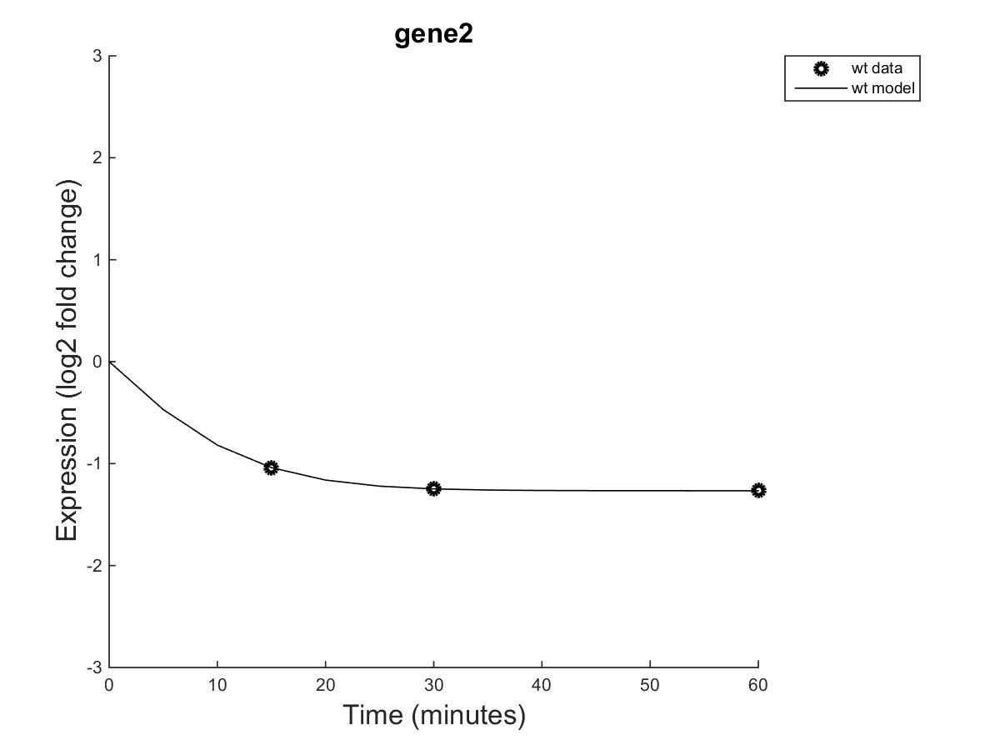 gene2
wt data
wt model
Expression (log2 fold change)
3
2
1
0
-1
-2
-3
0 10 20 30 40 50 60
Time (minutes)